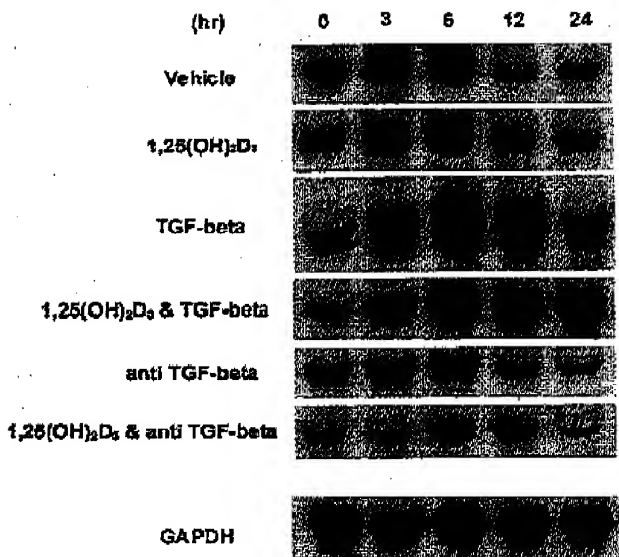 (hr) 0 3 6 12 24
Vehicle
1,25(OH)₂D₃
TGF-beta
1,25(OH)₂D₃ & TGF-beta
anti TGF-beta
1,25(OH)₂D₃ & anti TGF-beta
GAPDH